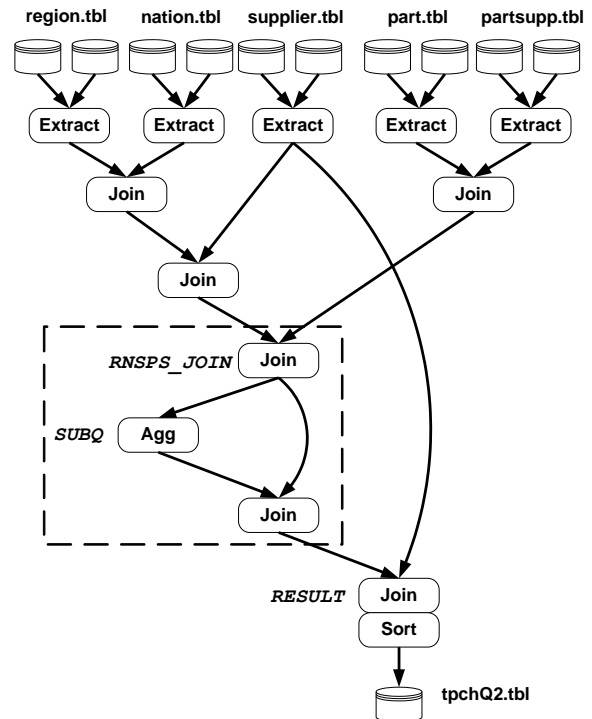 region.tbl nation.tbl supplier.tbl part.tbl partsupp.tbl
Extract Extract Extract Extract Extract
Join Join
Join
RNSPS_JOIN Join
SUBQ Agg
Join
RESULT Join
Sort
tpchQ2.tbl